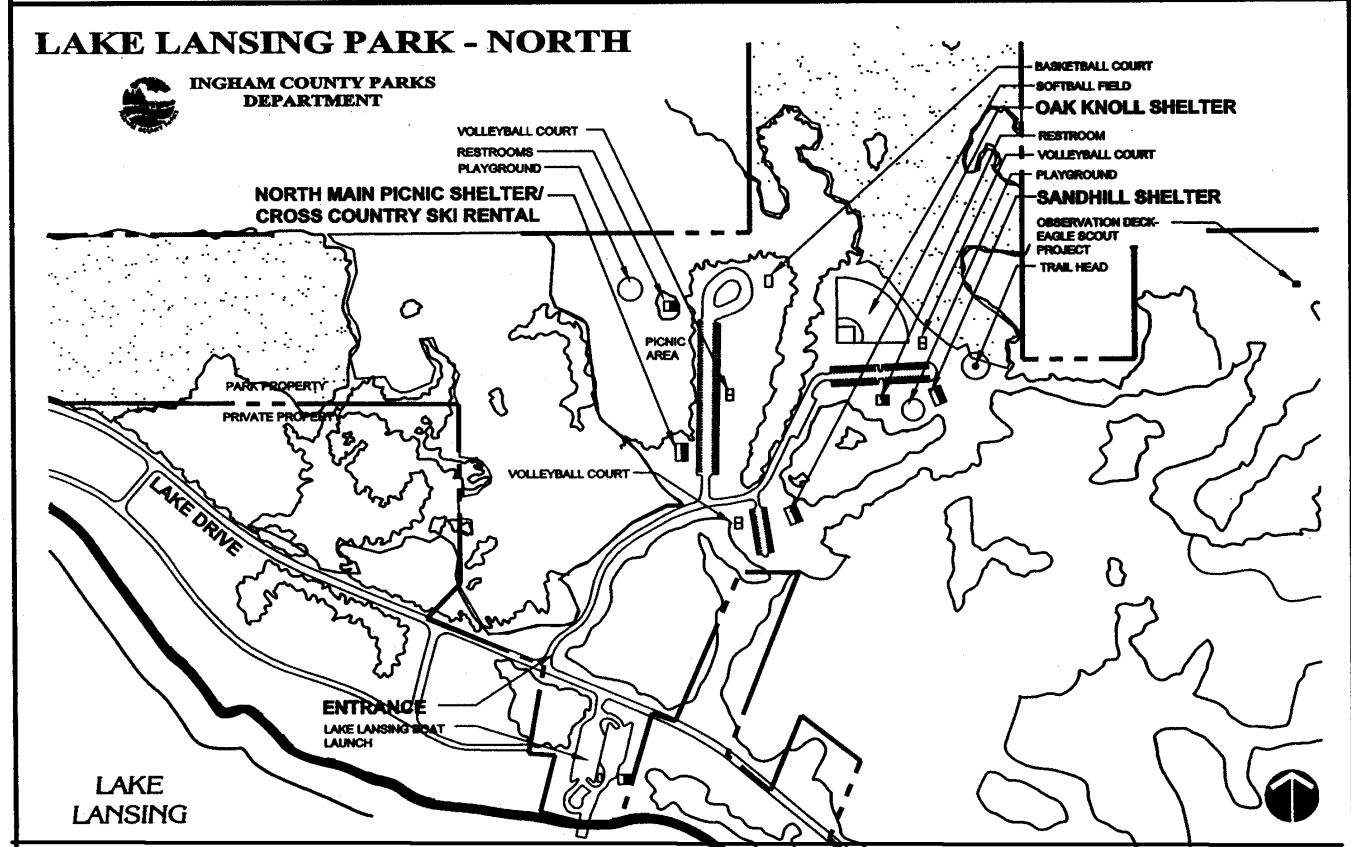 LAKE LANSING PARK - NORTH
INGHAM COUNTY PARKS
DEPARTMENT
VOLLEYBALL COURT
RESTROOMS
PLAYGROUND
NORTH MAIN PICNIC SHELTER/
CROSS COUNTRY SKI RENTAL
BASKETBALL COURT
SOFTBALL FIELD
OAK KNOLL SHELTER
RESTROOM
VOLLEYBALL COURT
PLAYGROUND
SANDHILL SHELTER
OBSERVATION DECK-
EAGLE SCOUT
PROJECT
TRAIL HEAD
PICNIC
AREA
PARK PROPERTY
PRIVATE PROPERTY
VOLLEYBALL COURT
LAKE DRIVE
ENTRANCE
LAKE LANSING BOAT
LAUNCH
LAKE
LANSING